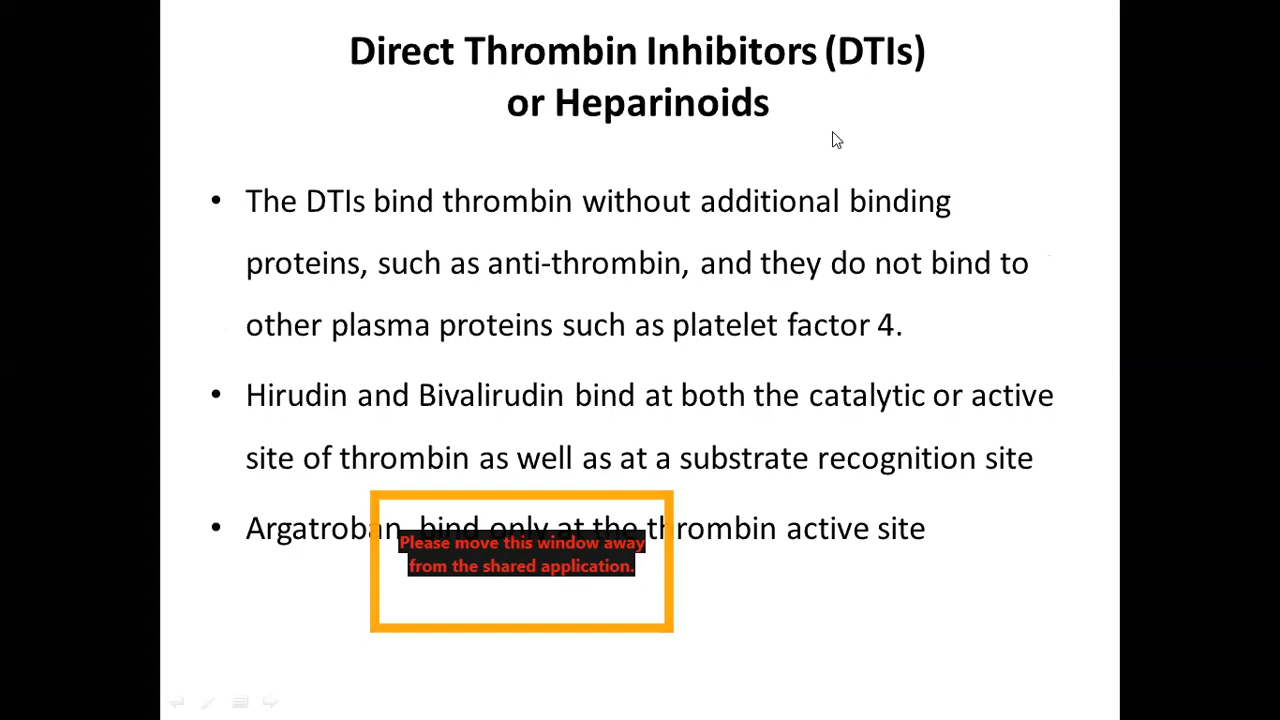 Direct Thrombin Inhibitors (DTIs)
or Heparinoids
• The DTIs bind thrombin without additional binding
proteins, such as anti-thrombin, and they do not bind to
other plasma proteins such as platelet factor 4.
• Hirudin and Bivalirudin bind at both the catalytic or active
site of thrombin as well as at a substrate recognition site
• Argatroban, bind only at the thrombin active site
Please move this window away
from the shared application.